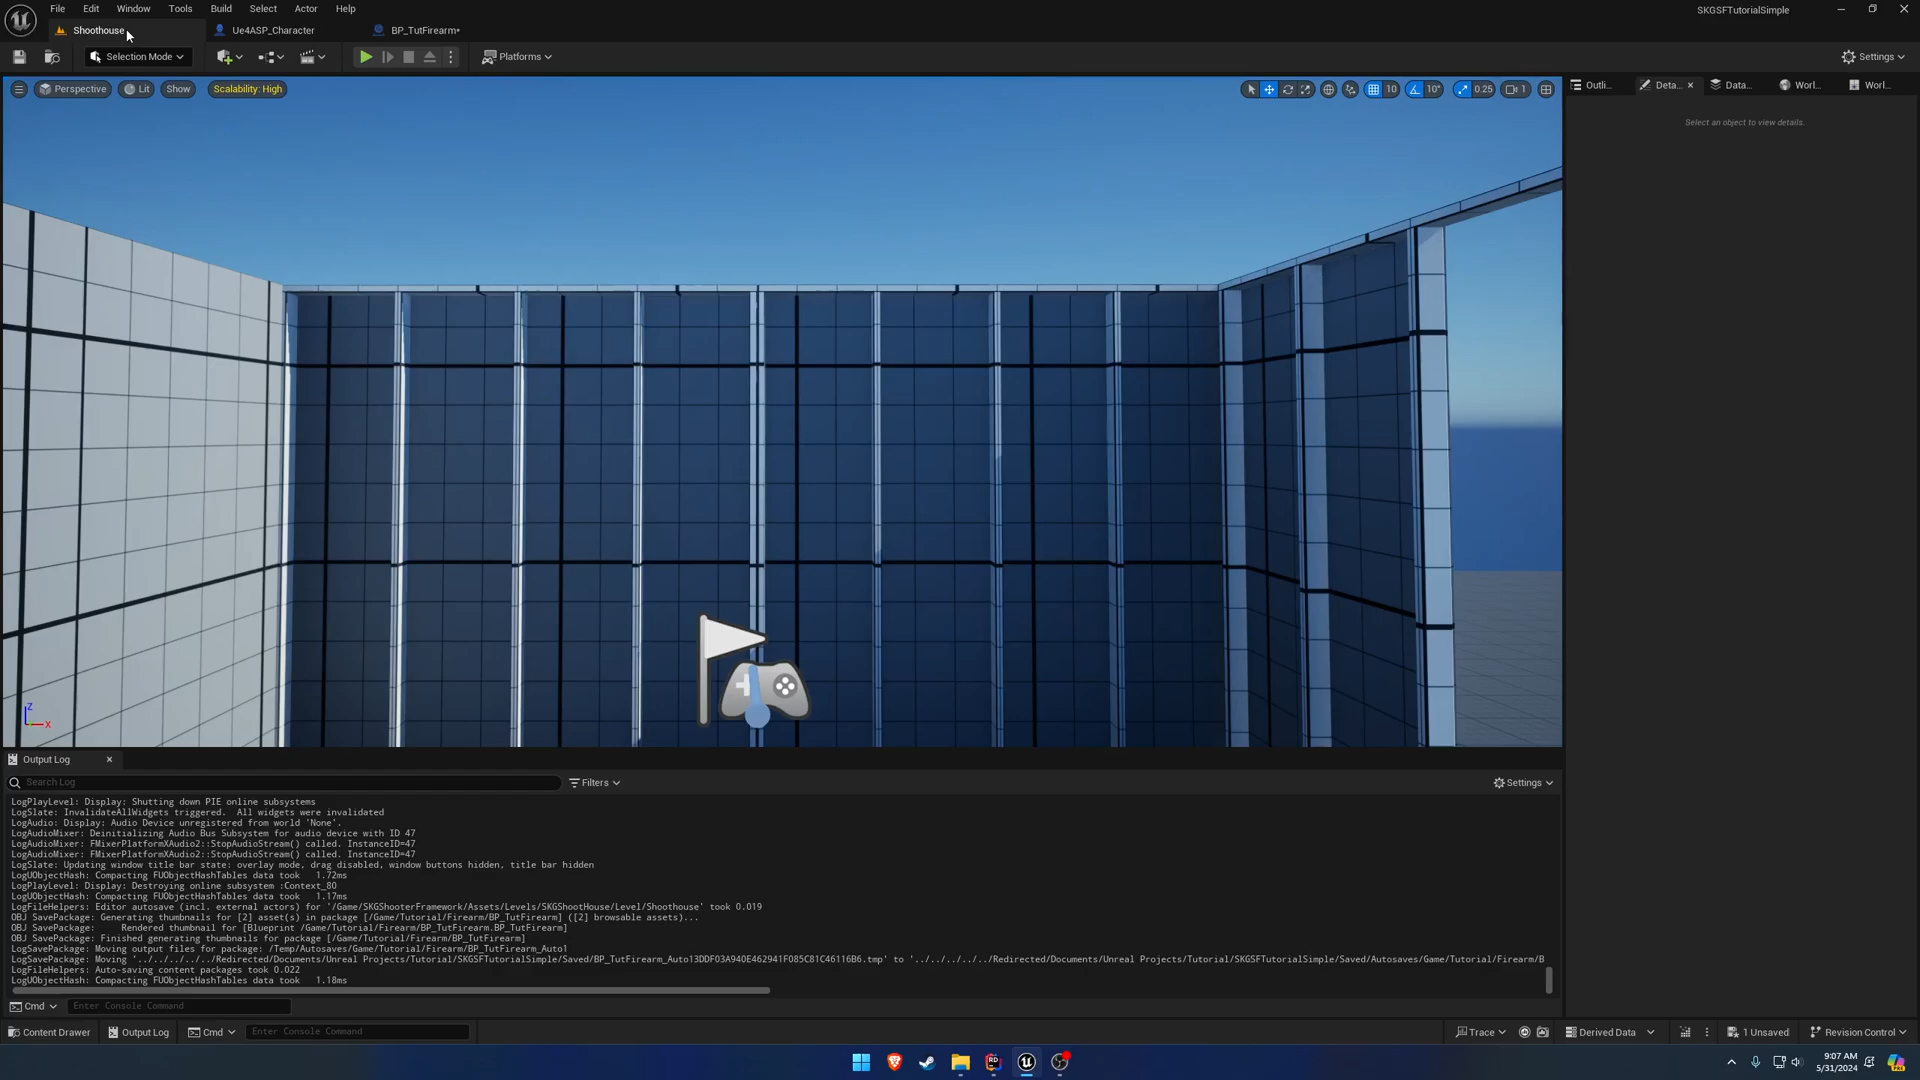 File Edit Window Tools Build Select Actor Help
SKGSFTutorialSimple
Shoothouse Ue4ASP_Character BP_TutFirearm*
Selection Mode Platforms Settings
Perspective Lit Show Scalability: High 10 10° 0.25 1
Outli... Deta... Data... Worl... Worl...
Select an object to view details.
Z
X
Output Log
Search Log Filters Settings
LogPlayLevel: Display: Shutting down PIE online subsystems
LogSlate: InvalidateAllWidgets triggered.  All widgets were invalidated
LogAudio: Display: Audio Device unregistered from world 'None'.
LogAudioMixer: Deinitializing Audio Bus Subsystem for audio device with ID 47
LogAudioMixer: FMixerPlatformXAudio2::StopAudioStream() called. InstanceID=47
LogAudioMixer: FMixerPlatformXAudio2::StopAudioStream() called. InstanceID=47
LogSlate: Updating window title bar state: overlay mode, drag disabled, window buttons hidden, title bar hidden
LogUObjectHash: Compacting FUObjectHashTables data took   1.72ms
LogPlayLevel: Display: Destroying online subsystem :Context_80
LogUObjectHash: Compacting FUObjectHashTables data took   1.17ms
LogFileHelpers: Editor autosave (incl. external actors) for '/Game/SKGShooterFramework/Assets/Levels/SKGShootHouse/Level/Shoothouse' took 0.019
OBJ SavePackage: Generating thumbnails for [2] asset(s) in package [/Game/Tutorial/Firearm/BP_TutFirearm] ([2] browsable assets)...
OBJ SavePackage:     Rendered thumbnail for [Blueprint /Game/Tutorial/Firearm/BP_TutFirearm.BP_TutFirearm]
OBJ SavePackage: Finished generating thumbnails for package [/Game/Tutorial/Firearm/BP_TutFirearm]
LogSavePackage: Moving output files for package: /Temp/Autosaves/Game/Tutorial/Firearm/BP_TutFirearm_Auto1
LogSavePackage: Moving '../../../../../Redirected/Documents/Unreal Projects/Tutorial/SKGSFTutorialSimple/Saved/BP_TutFirearm_Auto13DDF03A940E462941F085C81C46116B6.tmp' to '../../../../../Redirected/Documents/Unreal Projects/Tutorial/SKGSFTutorialSimple/Saved/Autosaves/Game/Tutorial/Firearm/B
LogFileHelpers: Auto-saving content packages took 0.022
LogUObjectHash: Compacting FUObjectHashTables data took   1.18ms
Cmd Enter Console Command
Content Drawer Output Log Cmd Enter Console Command Trace Derived Data 1 Unsaved Revision Control
9:07 AM
5/31/2024